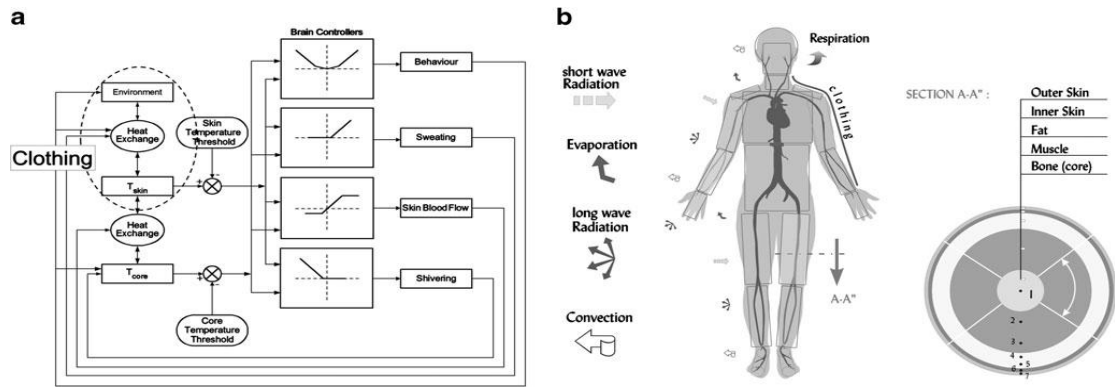 a
Brain Controllers
Environment
Behaviour
Heat
Exchange
Skin
Temperature
Threshold
Sweating
Clothing
Tskin
+
-
Skin Blood Flow
Heat
Exchange
Tcore
+
-
Shivering
Core
Temperature
Threshold
b
Respiration
short wave
Radiation
clothing
SECTION A-A" :
Outer Skin
Inner Skin
Fat
Muscle
Bone (core)
Evaporation
long wave
Radiation
A-A"
Convection
1
2
3
4
5
6
7